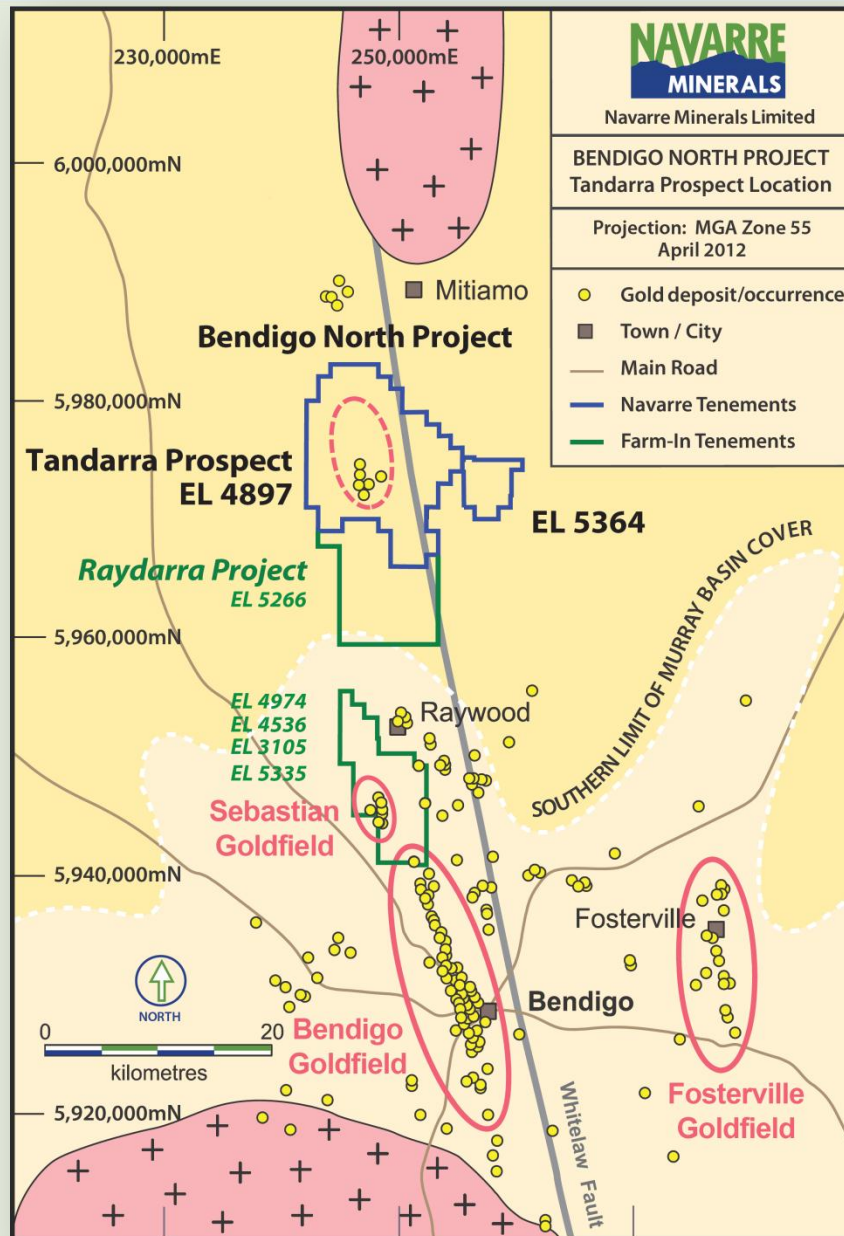 230,000mE
250,000mE
NAVARRE
MINERALS
Navarre Minerals Limited
BENDIGO NORTH PROJECT
Tandarra Prospect Location
Projection: MGA Zone 55
April 2012
Gold deposit/occurrence
Town / City
Main Road
Navarre Tenements
Farm-In Tenements
6,000,000mN
Mitiamo
Bendigo North Project
5,980,000mN
Tandarra Prospect
EL 4897
EL 5364
Raydarra Project
EL 5266
SOUTHERN LIMIT OF MURRAY BASIN COVER
5,960,000mN
EL 4974
EL 4536
EL 3105
EL 5335
Raywood
Sebastian
Goldfield
5,940,000mN
Fosterville
NORTH
Bendigo
0 20
kilometres
Bendigo
Goldfield
Fosterville
Goldfield
5,920,000mN
Whitelaw Fault